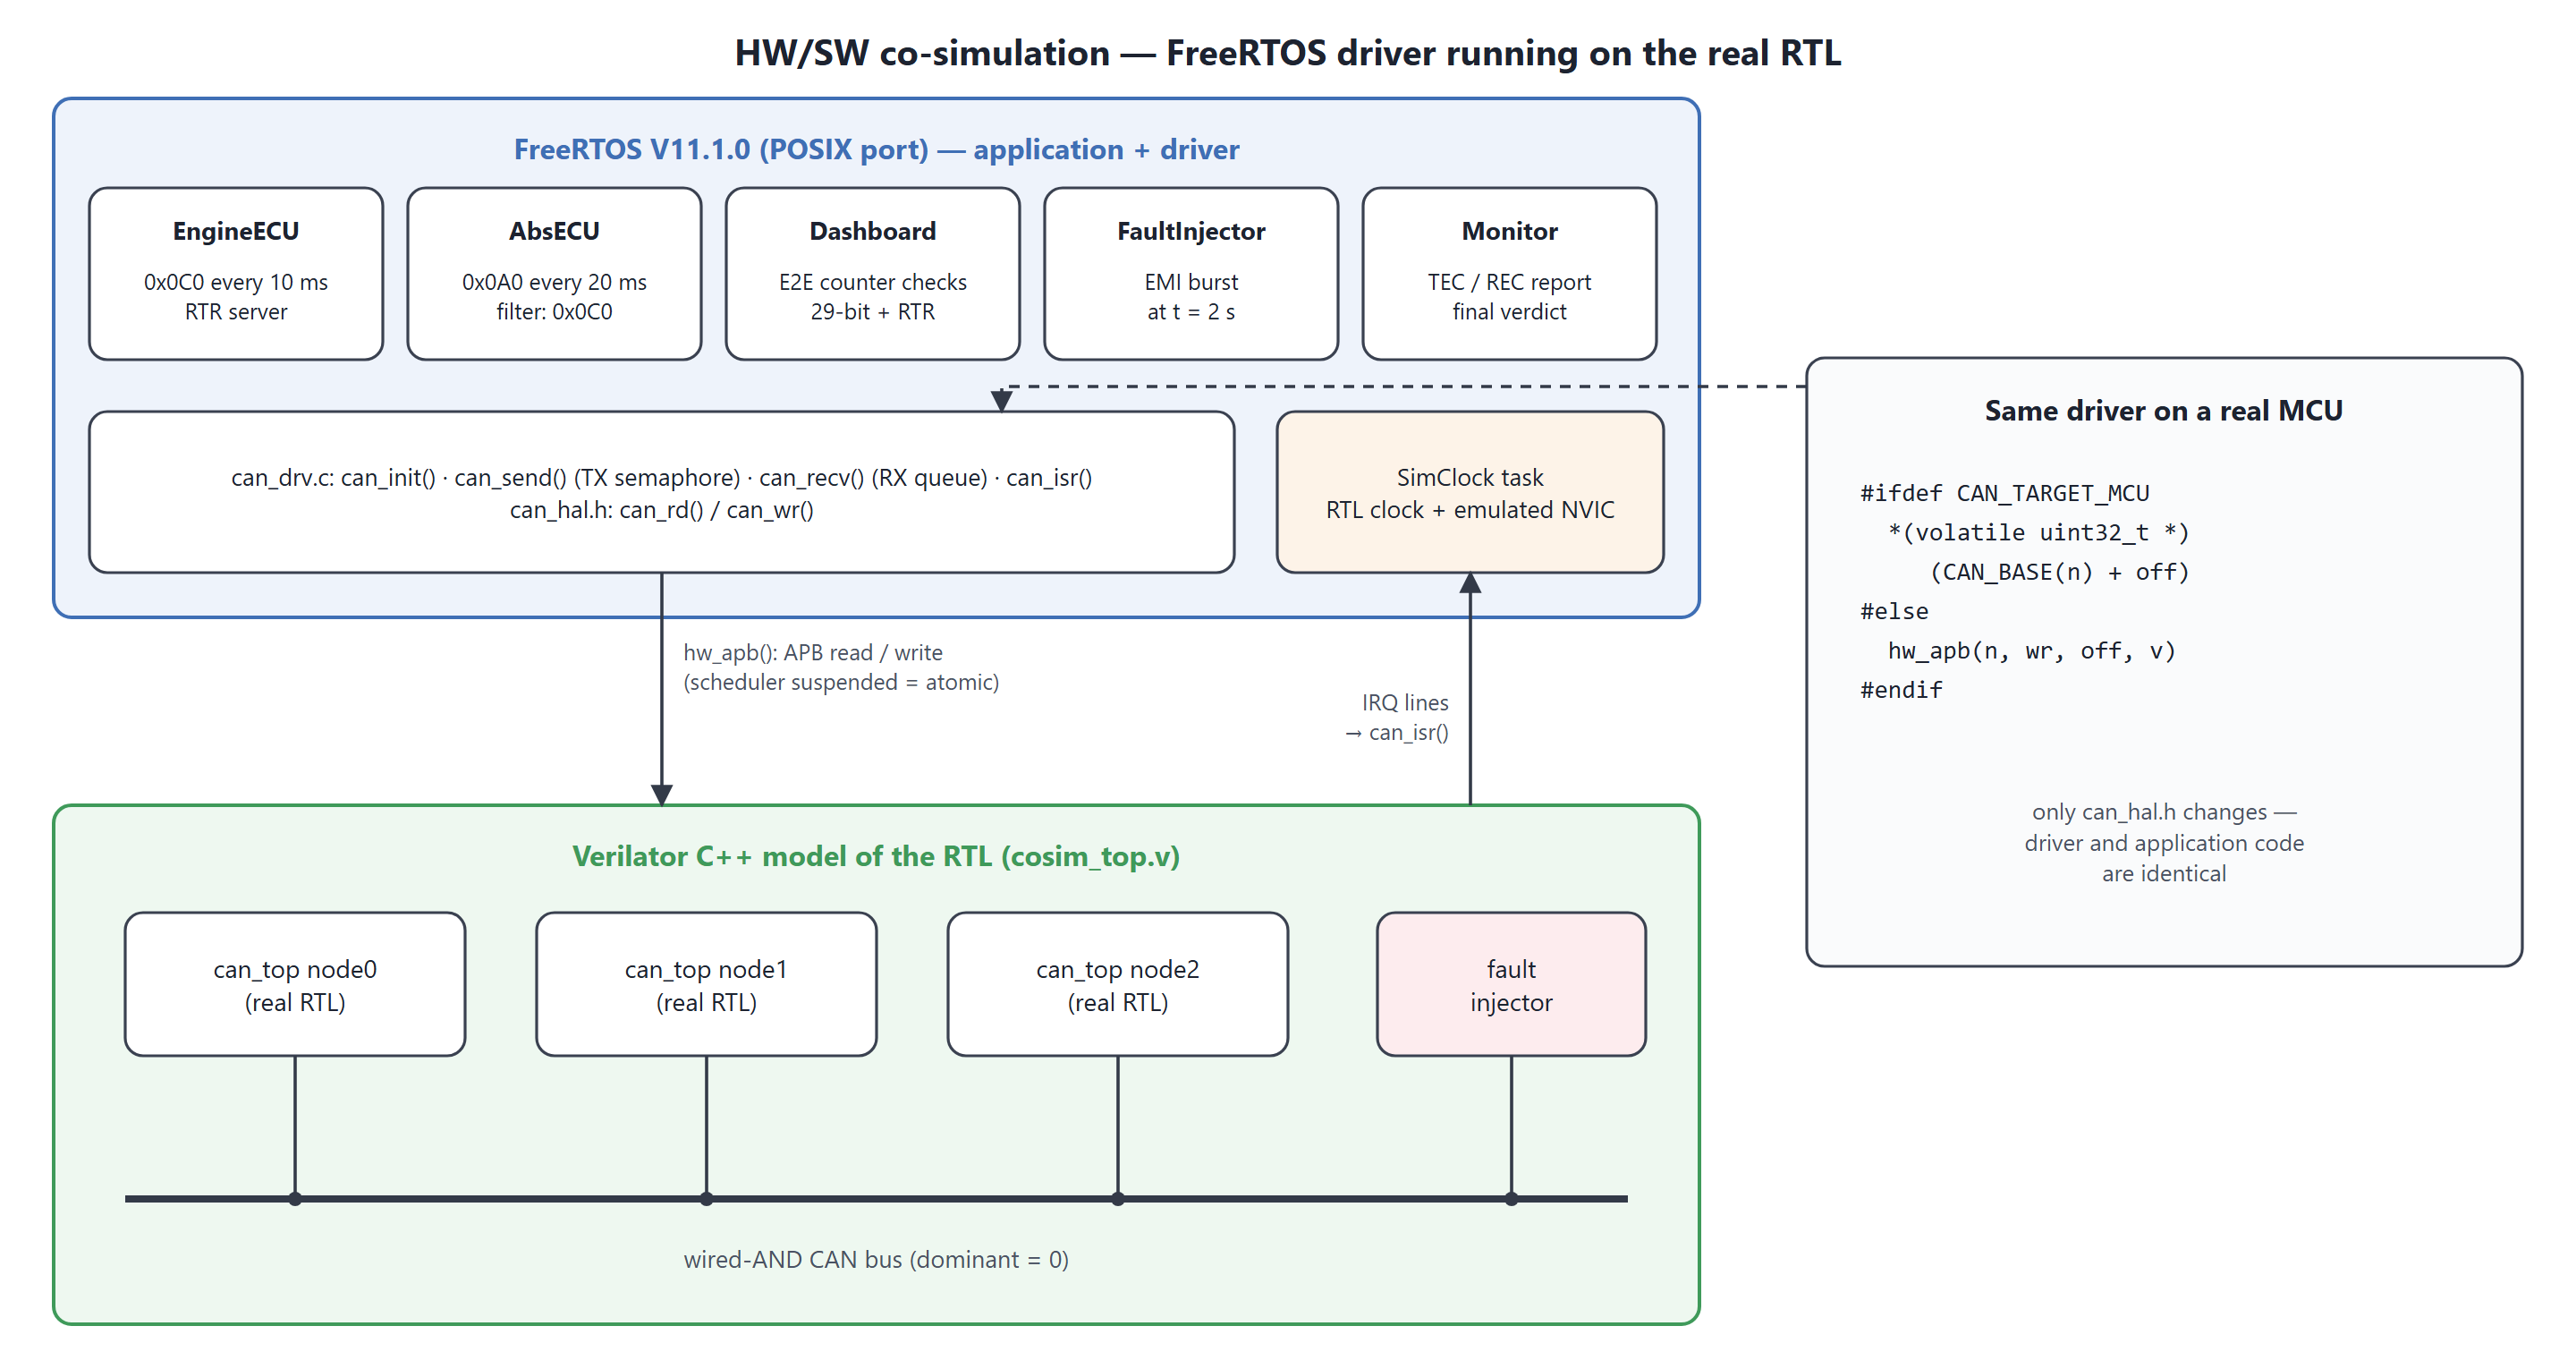 HW/SW co-simulation — FreeRTOS driver running on the real RTL
FreeRTOS V11.1.0 (POSIX port) — application + driver
EngineECU
0x0C0 every 10 ms
RTR server
AbsECU
0x0A0 every 20 ms
filter: 0x0C0
Dashboard
E2E counter checks
29-bit + RTR
FaultInjector
EMI burst
at t = 2 s
Monitor
TEC / REC report
final verdict
can_drv.c: can_init() · can_send() (TX semaphore) · can_recv() (RX queue) · can_isr()
can_hal.h: can_rd() / can_wr()
SimClock task
RTL clock + emulated NVIC
hw_apb(): APB read / write
(scheduler suspended = atomic)
IRQ lines
→ can_isr()
Same driver on a real MCU
#ifdef CAN_TARGET_MCU
  *(volatile uint32_t *)
     (CAN_BASE(n) + off)
#else
  hw_apb(n, wr, off, v)
#endif
only can_hal.h changes —
driver and application code
are identical
Verilator C++ model of the RTL (cosim_top.v)
can_top node0
(real RTL)
can_top node1
(real RTL)
can_top node2
(real RTL)
fault
injector
wired-AND CAN bus (dominant = 0)